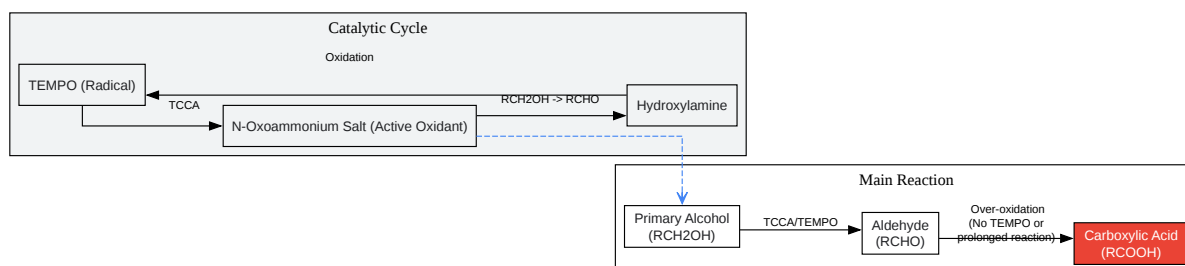 Catalytic Cycle
Oxidation
TEMPO (Radical)
TCCA
RCH2OH -> RCHO
Hydroxylamine
N-Oxoammonium Salt (Active Oxidant)
Main Reaction
Primary Alcohol
(RCH2OH)
TCCA/TEMPO
Aldehyde
(RCHO)
Over-oxidation
(No TEMPO or
prolonged reaction)
Carboxylic Acid
(RCOOH)